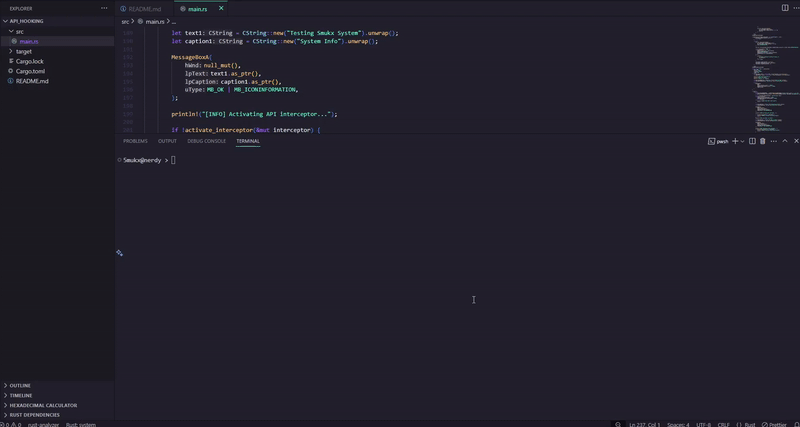 EXPLORER
API_HOOKING
src
main.rs
target
Cargo.lock
Cargo.toml
README.md
OUTLINE
TIMELINE
HEXADECIMAL CALCULATOR
RUST DEPENDENCIES
README.md
main.rs
src > main.rs > ...
let text1: CString = CString::new("Testing Smukx System").unwrap();
let caption1: CString = CString::new("System Info").unwrap();
MessageBoxA(
hWnd: null_mut(),
lpText: text1.as_ptr(),
lpCaption: caption1.as_ptr(),
uType: MB_OK | MB_ICONINFORMATION,
);
println!("[INFO] Activating API interceptor...");
if !activate_interceptor(&mut interceptor) {
PROBLEMS OUTPUT DEBUG CONSOLE TERMINAL
pwsh
Smukx@nerdy >
0 0 rust-analyzer Rust: system
Ln 237, Col 1 Spaces: 4 UTF-8 CRLF {} Rust Prettier